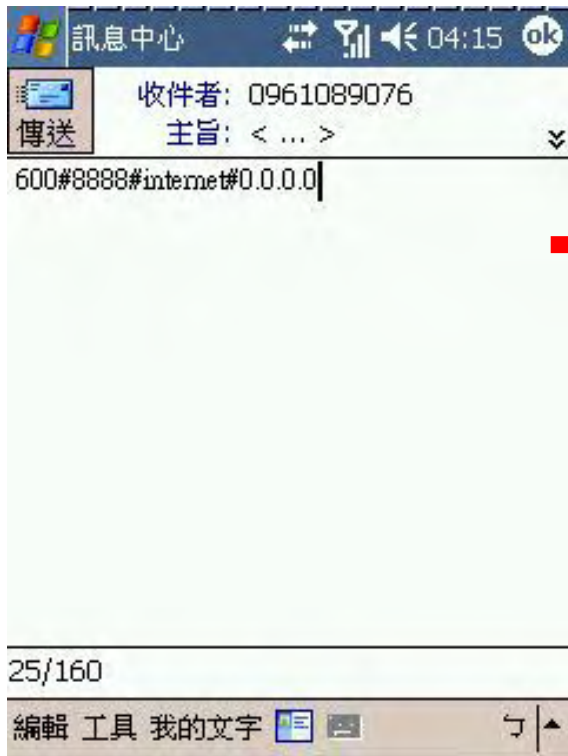 訊息中心 04:15 ok
收件者: 0961089076
傳送 主旨: < ... >
600#8888#internet#0.0.0.0
25/160
編輯 工具 我的文字 ㄅ